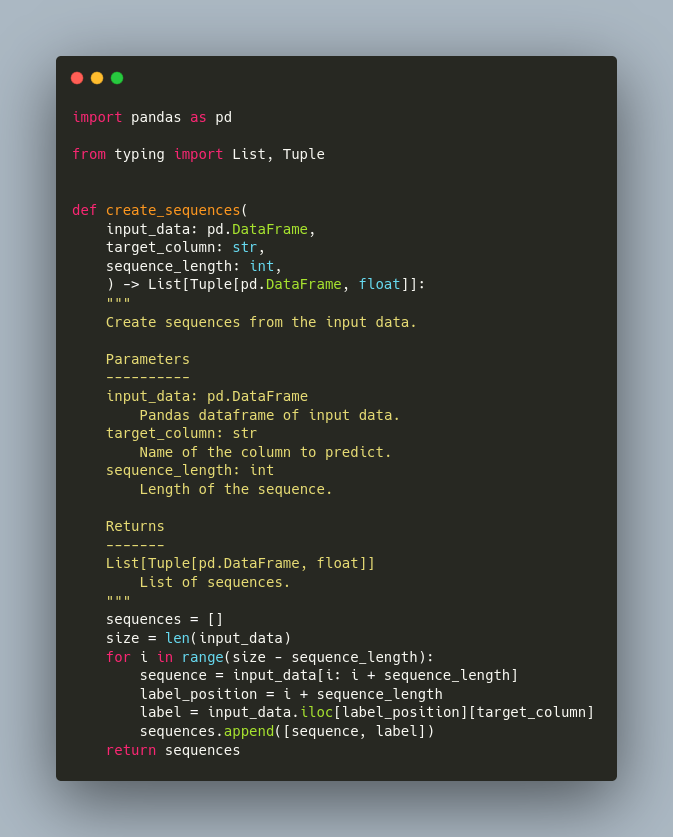 import pandas as pd

from typing import List, Tuple


def create_sequences(
    input_data: pd.DataFrame,
    target_column: str,
    sequence_length: int,
    ) -> List[Tuple[pd.DataFrame, float]]:
    """
    Create sequences from the input data.

    Parameters
    ----------
    input_data: pd.DataFrame
        Pandas dataframe of input data.
    target_column: str
        Name of the column to predict.
    sequence_length: int
        Length of the sequence.

    Returns
    -------
    List[Tuple[pd.DataFrame, float]]
        List of sequences.
    """
    sequences = []
    size = len(input_data)
    for i in range(size - sequence_length):
        sequence = input_data[i: i + sequence_length]
        label_position = i + sequence_length
        label = input_data.iloc[label_position][target_column]
        sequences.append([sequence, label])
    return sequences